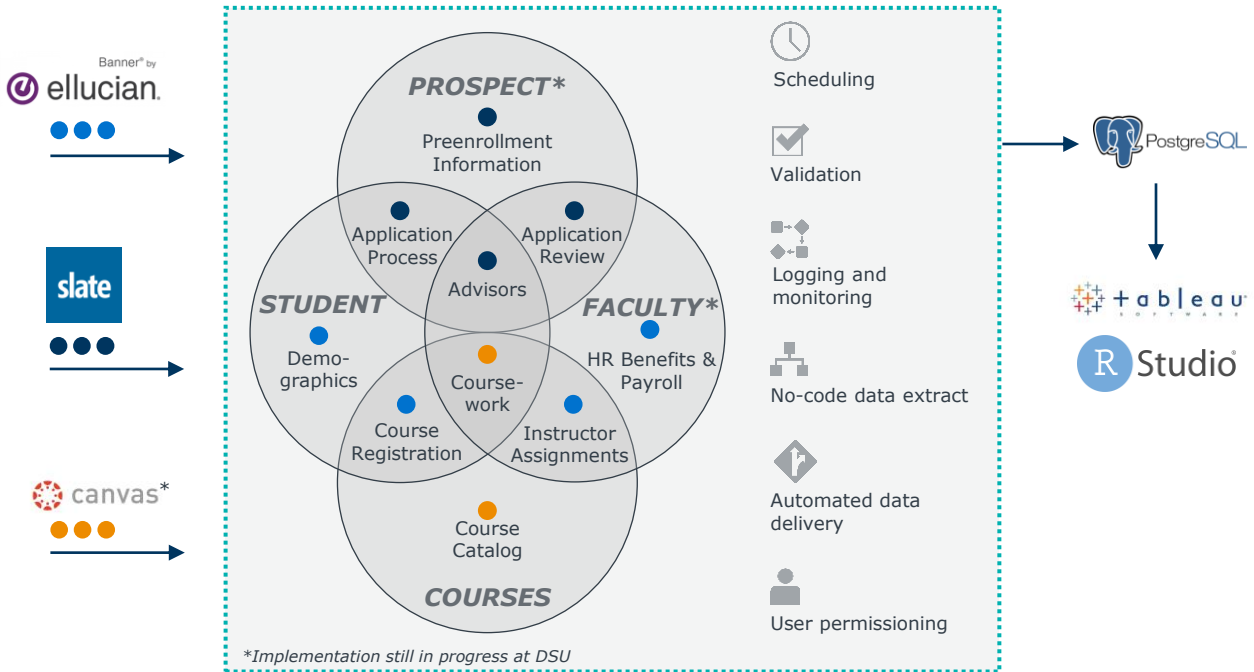 Banner® by
ellucian.
slate
canvas*
PROSPECT*
Preenrollment
Information
Application
Process
Application
Review
Advisors
STUDENT
FACULTY*
Demo-
graphics
HR Benefits &
Payroll
Course-
work
Course
Registration
Instructor
Assignments
Course
Catalog
COURSES
*Implementation still in progress at DSU
Scheduling
Validation
Logging and
monitoring
No-code data extract
Automated data
delivery
User permissioning
PostgreSQL
+ableau®
SOFTWARE
R Studio®